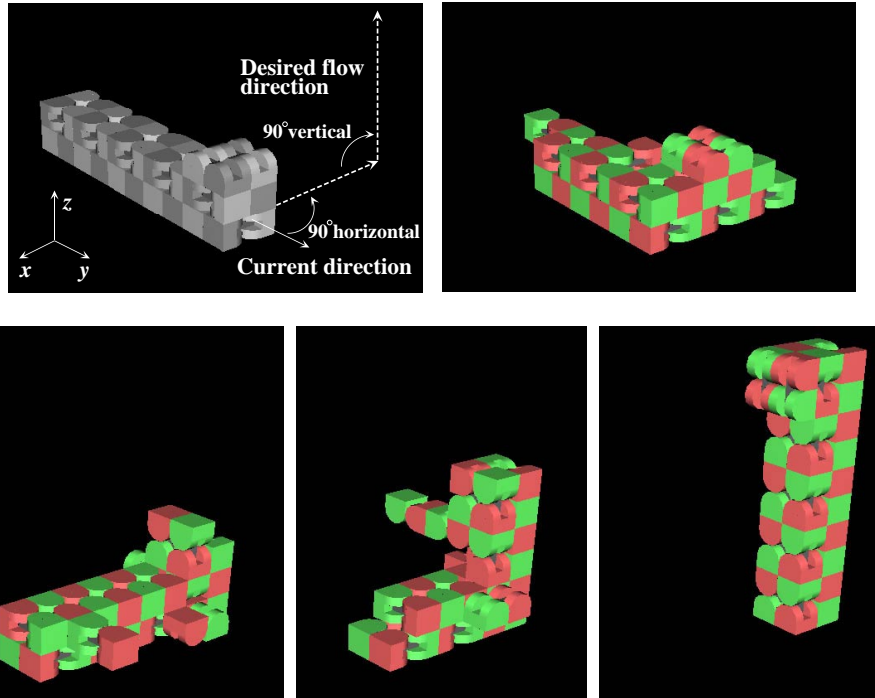 Desired flow
direction
90°vertical
z
90°horizontal
x
y
Current direction